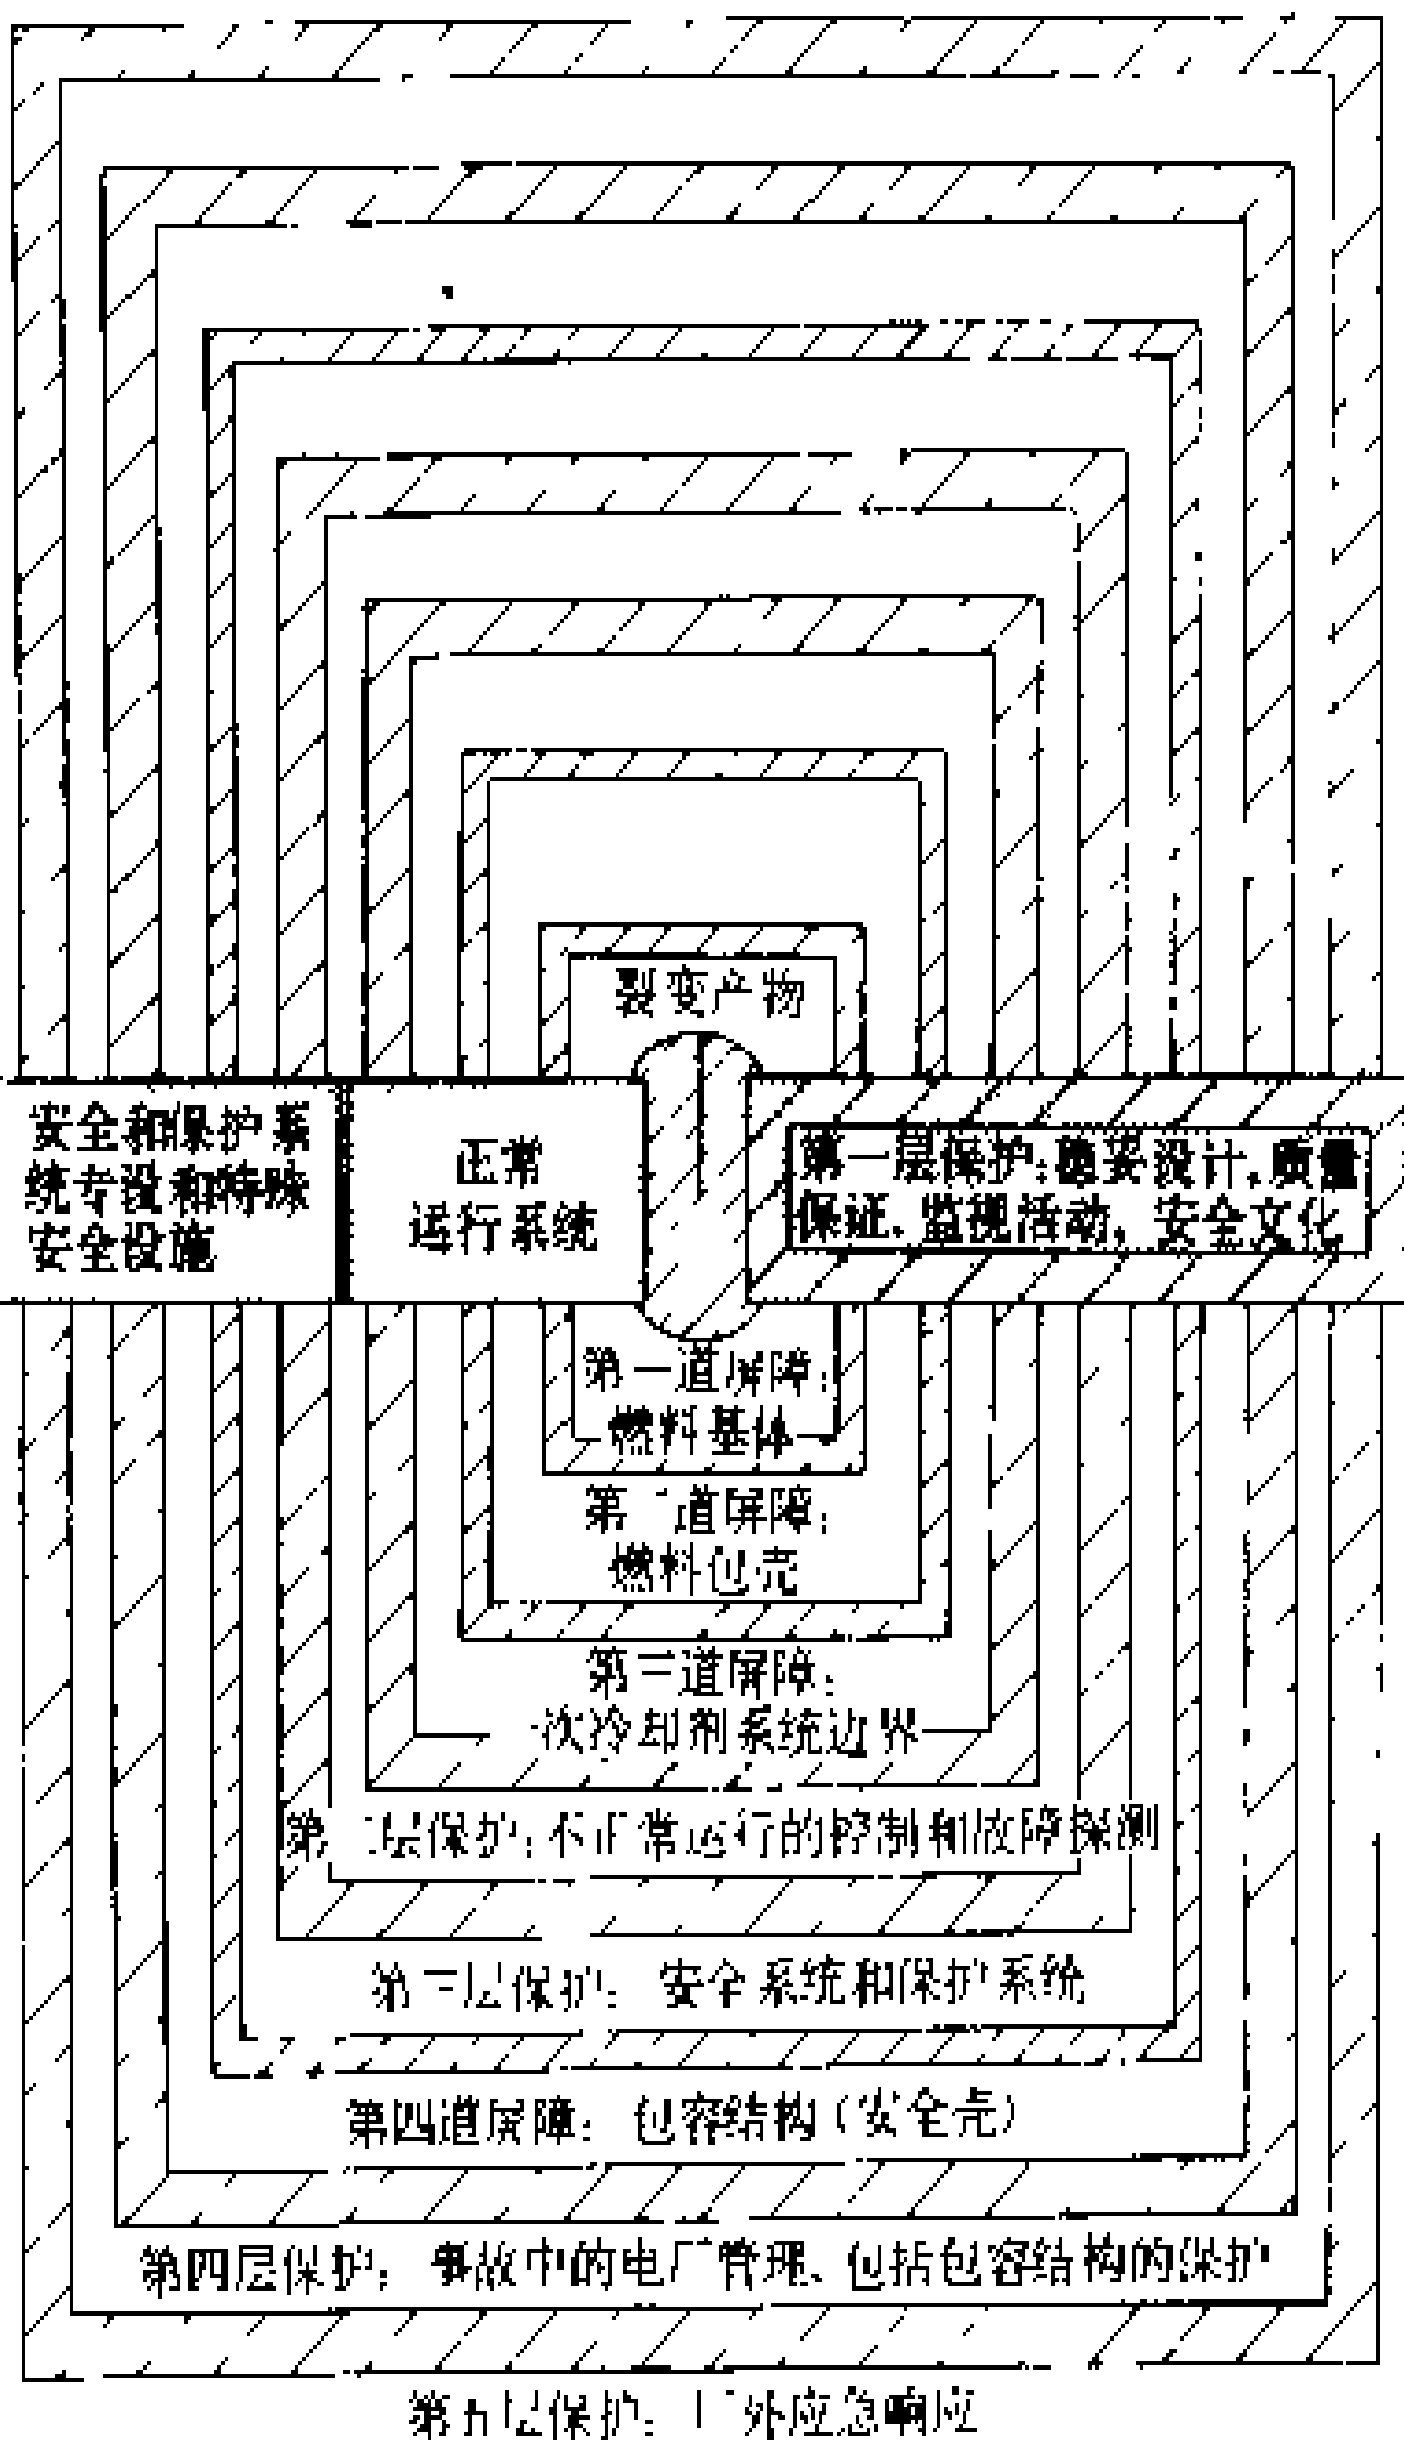 裂变产物
安全和保护系
统专设和特殊
安全设施
正常
运行系统
第一层保护:稳妥设计,质量
保证、监视活动,安全文化
第一道屏障:
燃料基体
第二道屏障:
燃料包壳
第三道屏障:
一次冷却剂系统边界
第二层保护:不正常运行的控制和故障探测
第三层保护:安全系统和保护系统
第四道屏障:包容结构(安全壳)
第四层保护:事故中的电厂管理、包括包容结构的保护
第五层保护:厂外应急响应